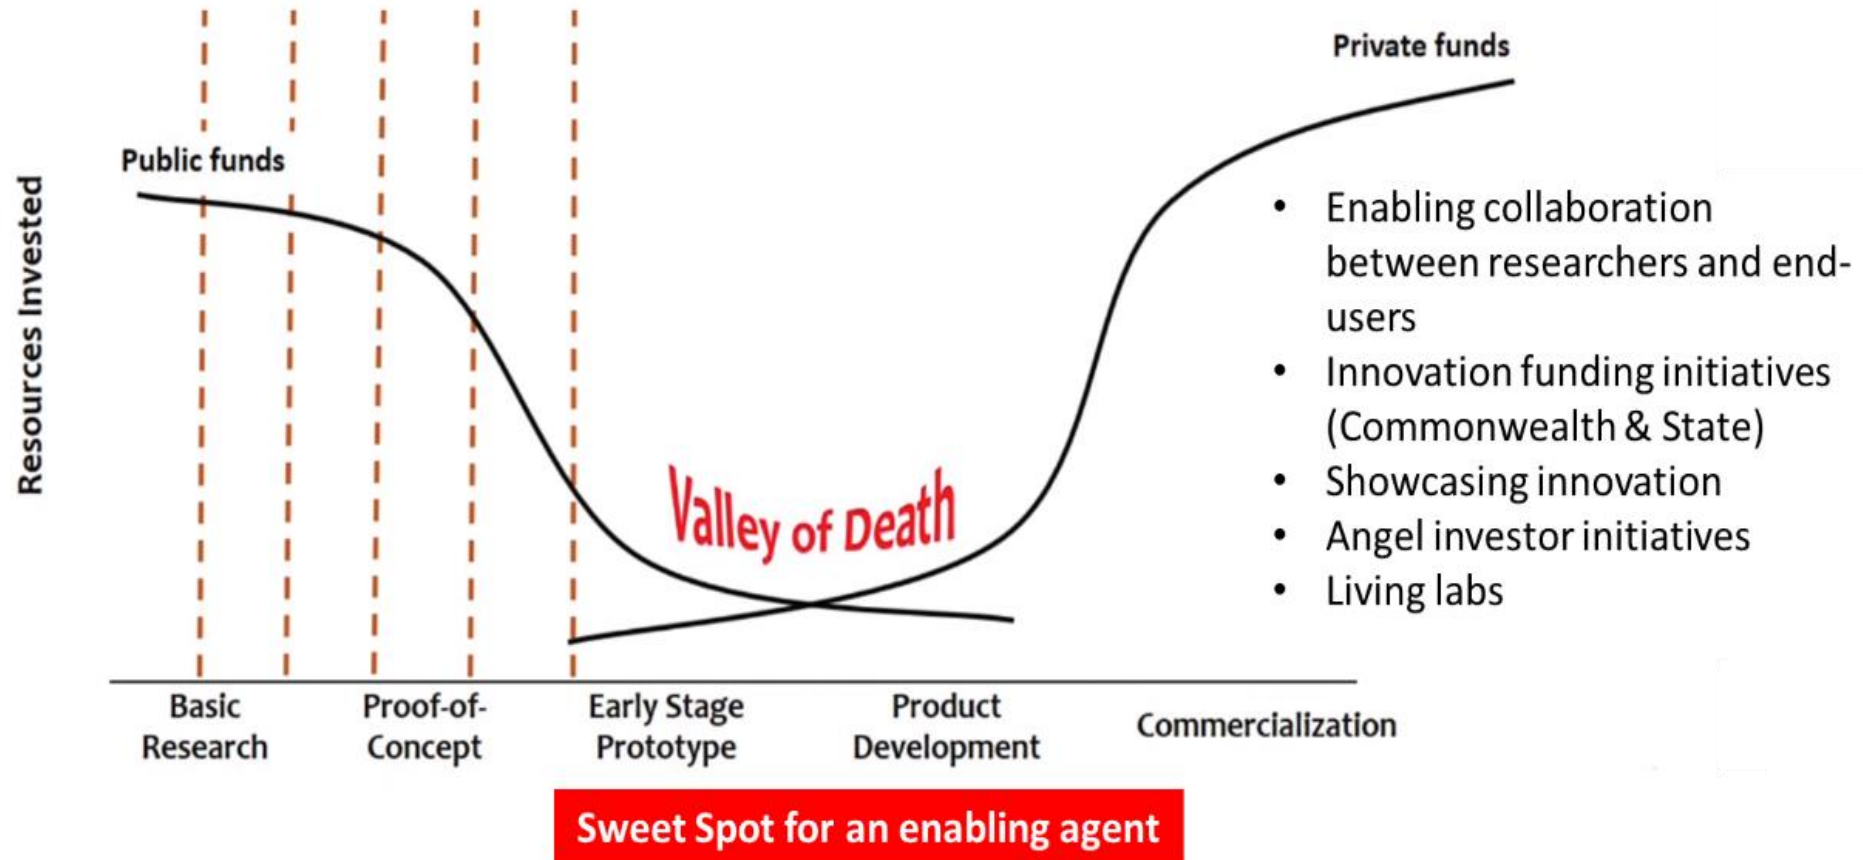 Private funds
Public funds
Resources Invested
• Enabling collaboration
between researchers and end-
users
• Innovation funding initiatives
(Commonwealth & State)
• Showcasing innovation
• Angel investor initiatives
• Living labs
Valley of Death
Basic
Research
Proof-of-
Concept
Early Stage
Prototype
Product
Development
Commercialization
Sweet Spot for an enabling agent